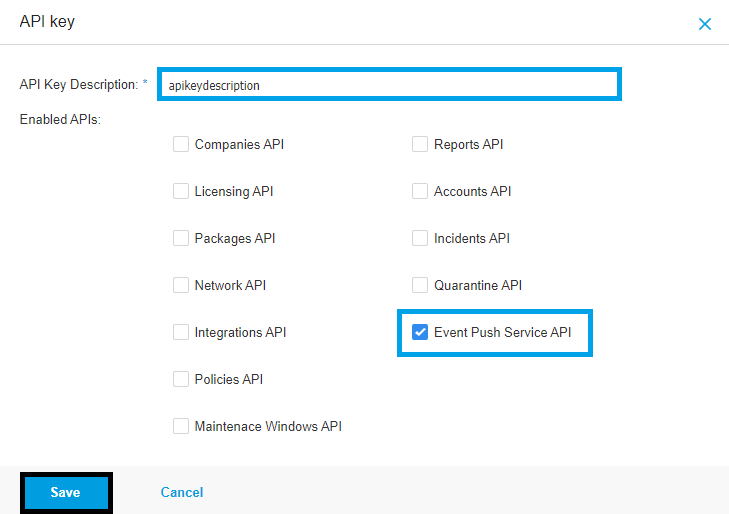 API key
API Key Description: *
apikeydescription
Enabled APIs:
Companies API
Reports API
Licensing API
Accounts API
Packages API
Incidents API
Network API
Quarantine API
Integrations API
Event Push Service API
Policies API
Maintenace Windows API
Save
Cancel